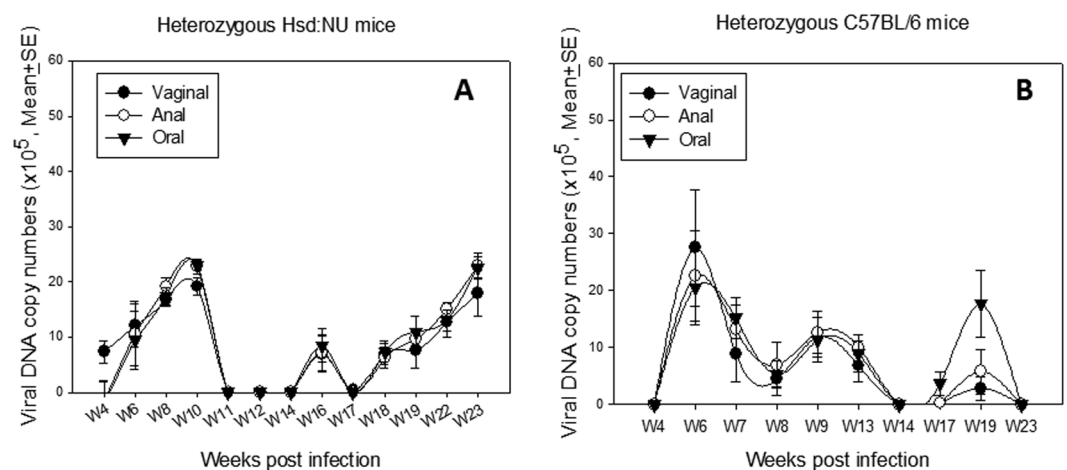 Heterozygous Hsd:NU mice
Viral DNA copy numbers (x10⁵, Mean±SE)
60
50
40
30
20
10
0
Vaginal
Anal
Oral
A
W4 W6 W8 W10 W11 W12 W14 W16 W17 W18 W19 W22 W23
Weeks post infection
Heterozygous C57BL/6 mice
Viral DNA copy numbers (x10⁵, Mean±SE)
60
50
40
30
20
10
0
Vaginal
Anal
Oral
B
W4 W6 W7 W8 W9 W13 W14 W17 W19 W23
Weeks post infection